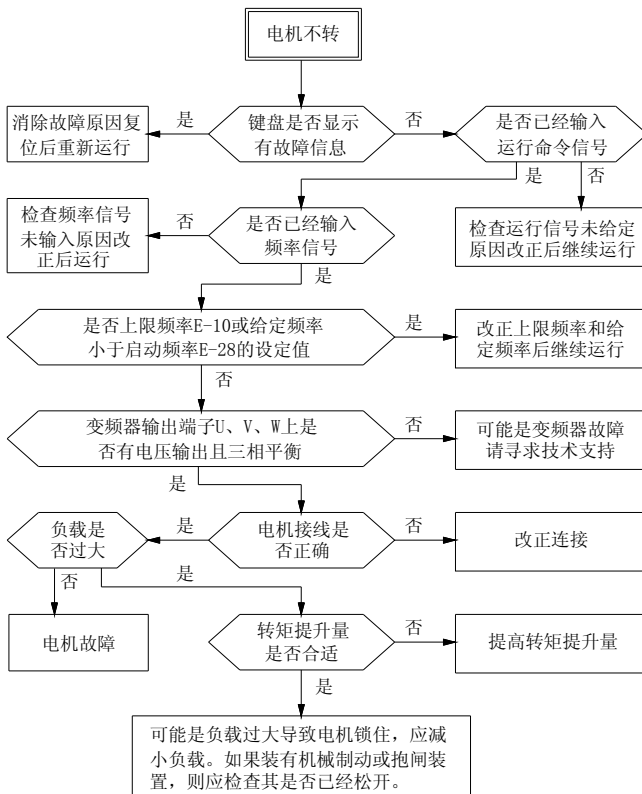 电机不转
消除故障原因复
位后重新运行
是
键盘是否显示
有故障信息
否
是否已经输入
运行命令信号
是
否
检查频率信号
未输入原因改
正后运行
否
是否已经输入
频率信号
检查运行信号未给定
原因改正后继续运行
是
是否上限频率E-10或给定频率
小于启动频率E-28的设定值
是
改正上限频率和给
定频率后继续运行
否
变频器输出端子U、V、W上是
否有电压输出且三相平衡
否
可能是变频器故障
请寻求技术支持
是
负载是
否过大
是
电机接线是
否正确
否
改正连接
否
是
电机故障
转矩提升量
是否合适
否
提高转矩提升量
是
可能是负载过大导致电机锁住，应减
小负载。如果装有机械制动或抱闸装
置，则应检查其是否已经松开。